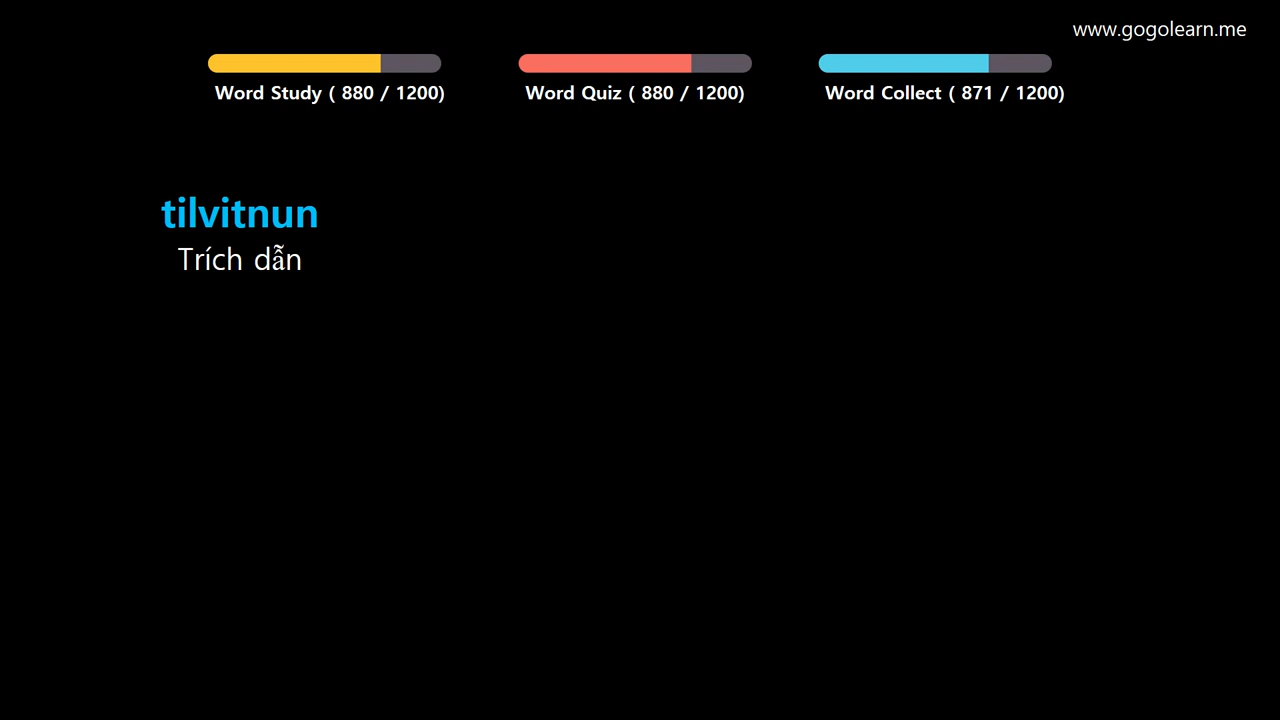 www.gogolearn.me
Word Study ( 880 / 1200)
Word Quiz ( 880 / 1200)
Word Collect ( 871 / 1200)
tilvitnun
Trích dẫn